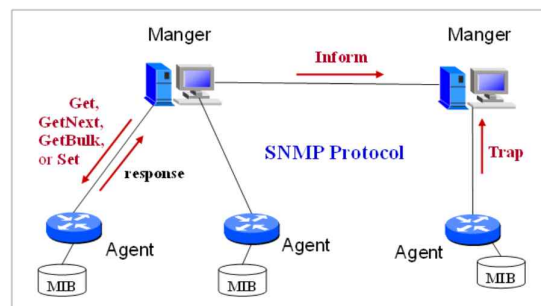 Manger
Manger
Inform
Get,
GetNext,
GetBulk,
or Set
response
SNMP Protocol
Trap
Agent
Agent
Agent
MIB
MIB
MIB